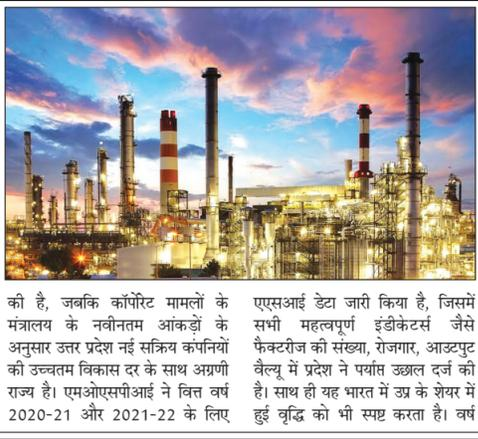 की है, जबकि कॉर्पोरेट मामलों के
मंत्रालय के नवीनतम आंकड़ों के
अनुसार उत्तर प्रदेश नई सक्रिय कंपनियों
की उच्चतम विकास दर के साथ अग्रणी
राज्य है। एमओएसपीआई ने वित्त वर्ष
2020-21 और 2021-22 के लिए
एएसआई डेटा जारी किया है, जिसमें
सभी महत्वपूर्ण इंडीकेटर्स जैसे
फैक्टरीज की संख्या, रोजगार, आउटपुट
वैल्यू में प्रदेश ने पर्याप्त उछाल दर्ज की
है। साथ ही यह भारत में उप्र के शेयर में
हुई वृद्धि को भी स्पष्ट करता है। वर्ष